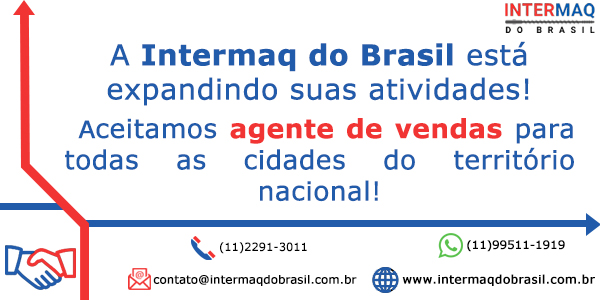 INTERMAQ
DO BRASIL
A Intermaq do Brasil está
expandindo suas atividades!
Aceitamos agente de vendas para
todas as cidades do território
nacional!
(11)2291-3011
(11)99511-1919
contato@intermaqdobrasil.com.br
www.intermaqdobrasil.com.br